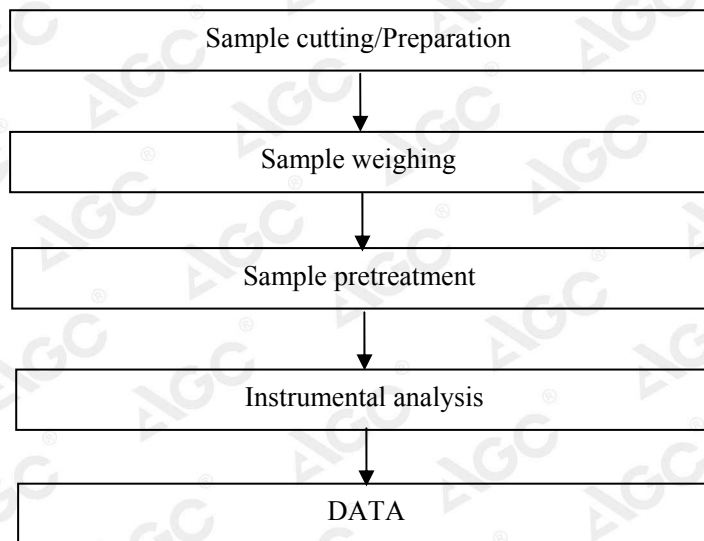 Sample cutting/Preparation
Sample weighing
Sample pretreatment
Instrumental analysis
DATA